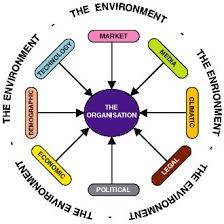 THE ENVIRONMENT -
THE
THE ENVIRONMENT -
THE ENVIRONMENT -
THE ENVIRONMENT -
MARKET
MEDIA
CLIMATIC
LEGAL
POLITICAL
ECONOMIC
DEMOGRAPHIC
TECHNOLOGY
THE
ORGANISATION